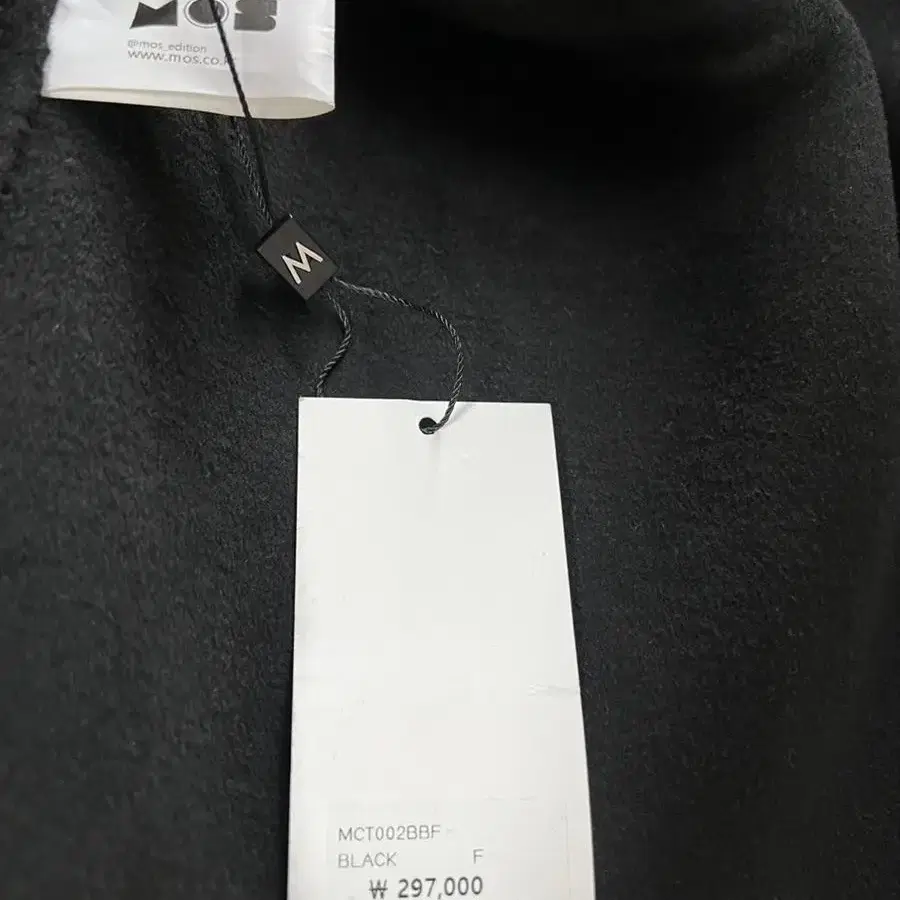 MOS
@mos_edition
www.mos.co.k
M
MCT002BBF
BLACK F
₩ 297,000